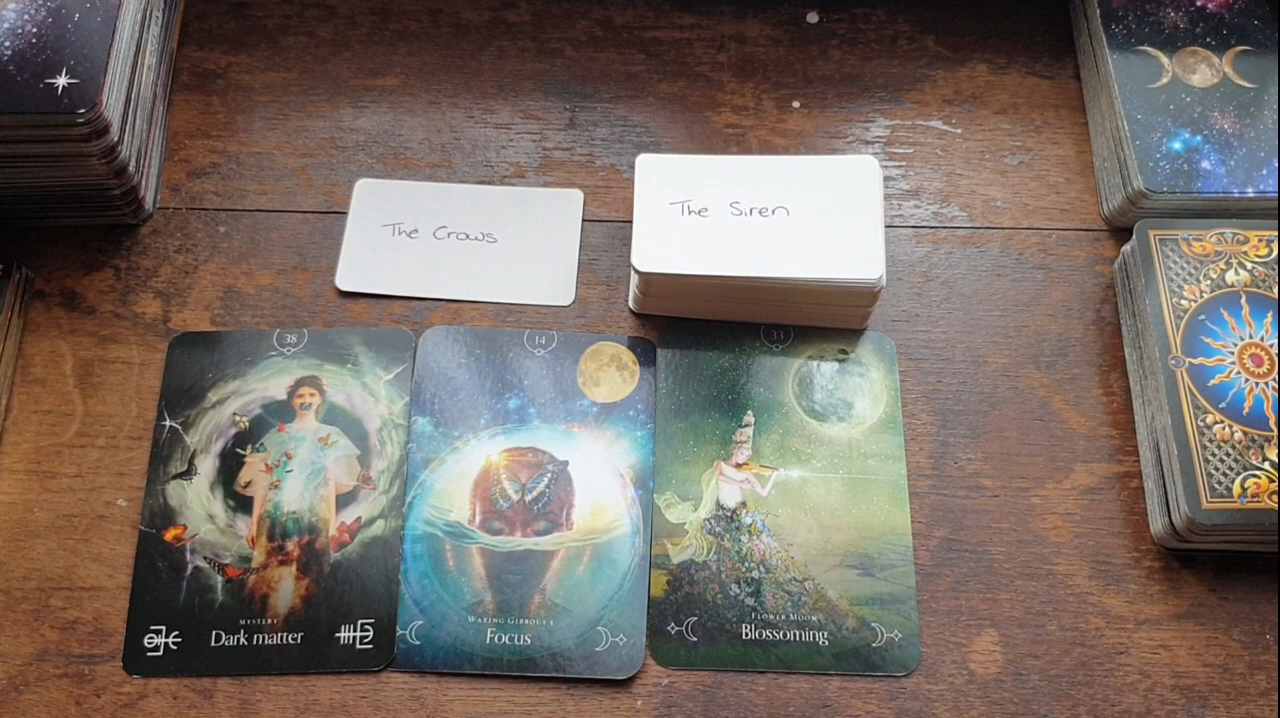 The Crows
The Siren
38
MYSTERY
Dark matter
14
WAXING GIBBOUS
Focus
33
FLOWER MOON
Blossoming